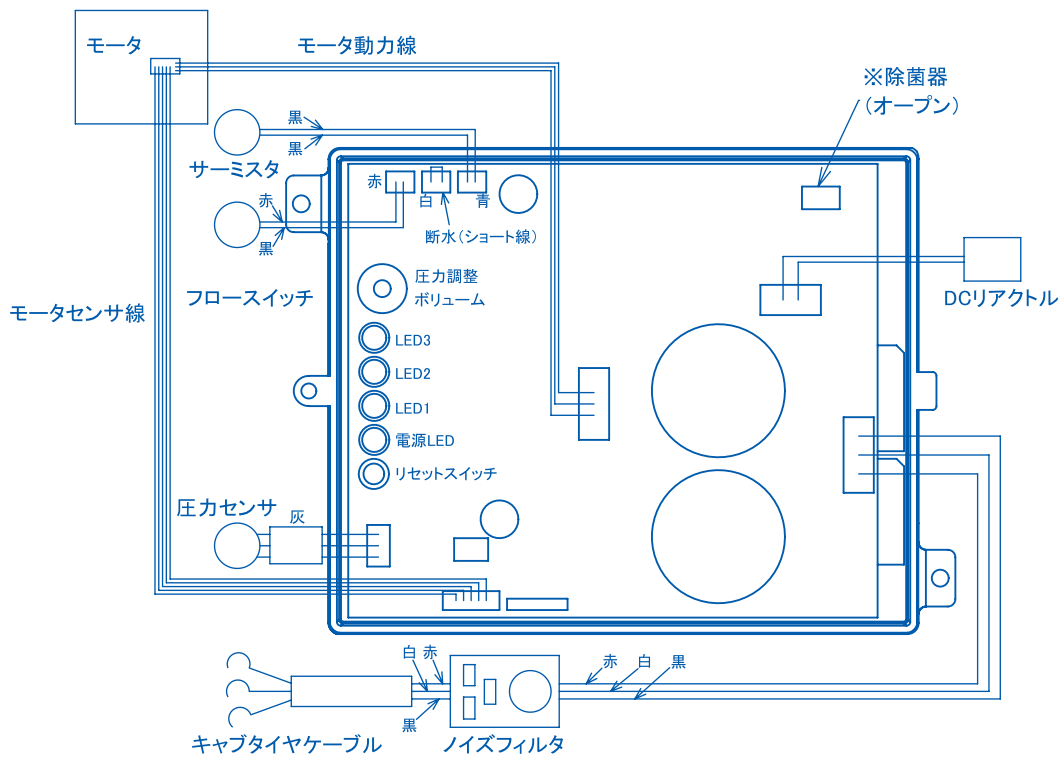 モータ
モータ動力線
※除菌器
(オープン)
黒
黒
サーミスタ
赤
白
青
断水(ショート線)
赤
黒
フロースイッチ
圧力調整
ボリューム
DCリアクトル
モータセンサ線
LED3
LED2
LED1
電源LED
リセットスイッチ
圧力センサ
灰
白
赤
黒
赤
白
黒
キャブタイヤケーブル
ノイズフィルタ